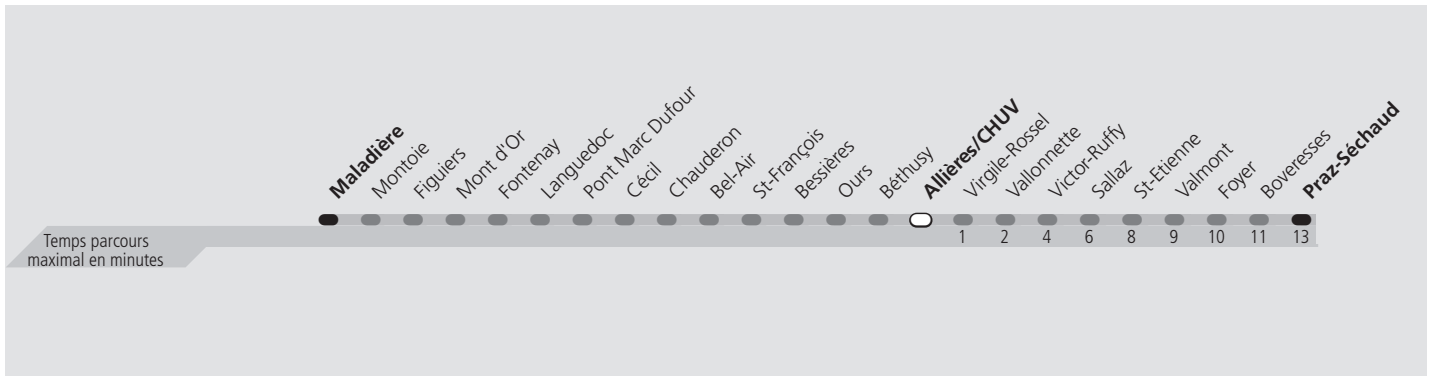 Maladière
Montoie
Figuiers
Mont d'Or
Fontenay
Languedoc
Pont Marc Dufour
Cécil
Chauderon
Bel-Air
St-François
Bessières
Ours
Béthusy
Allières/CHUV
Virgile-Rossel
Vallonnette
Victor-Ruffy
Sallaz
St-Etienne
Valmont
Foyer
Boveresses
Praz-Séchaud
Temps parcours
maximal en minutes
1 2 4 6 8 9 10 11 13